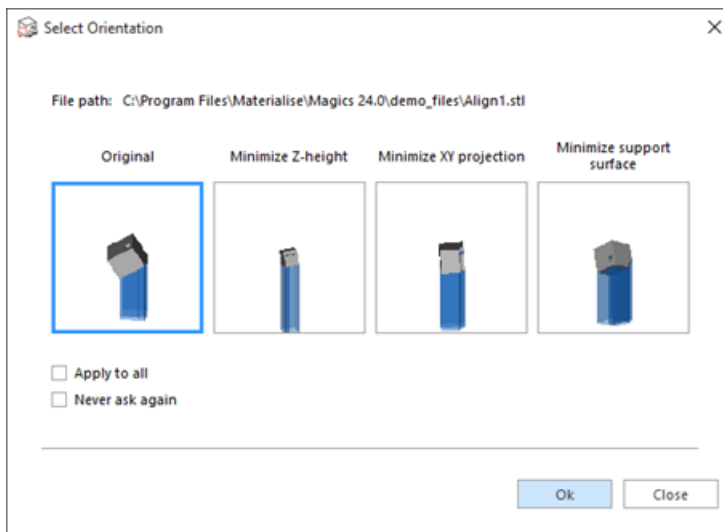 Select Orientation
File path: C:\Program Files\Materialise\Magics 24.0\demo_files\Align1.stl
Original
Minimize Z-height
Minimize XY projection
Minimize support
surface
Apply to all
Never ask again
Ok
Close